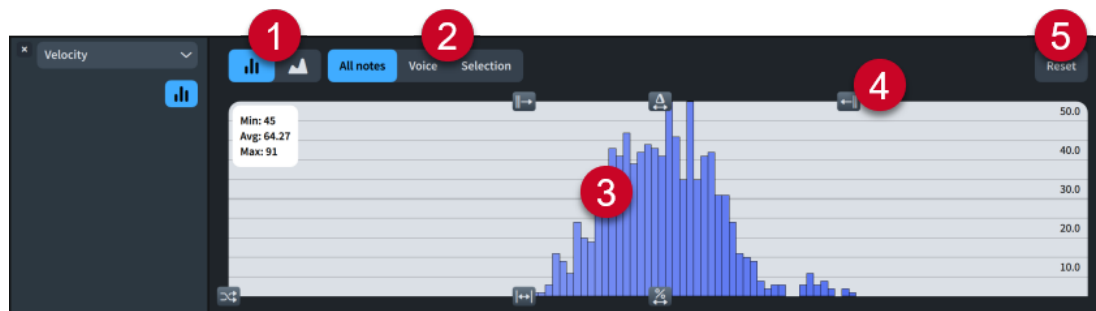 1
2
5
Velocity
All notes Voice Selection
Reset
4
Min: 45
Avg: 64.27
Max: 91
Δ
50.0
40.0
3
30.0
20.0
10.0
%